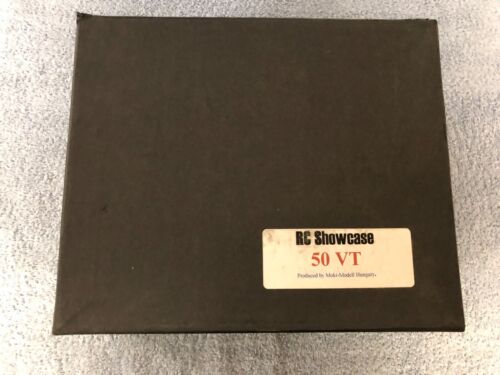 RC Showcase
50 VT
Produced by Moki-Modell Hungary.